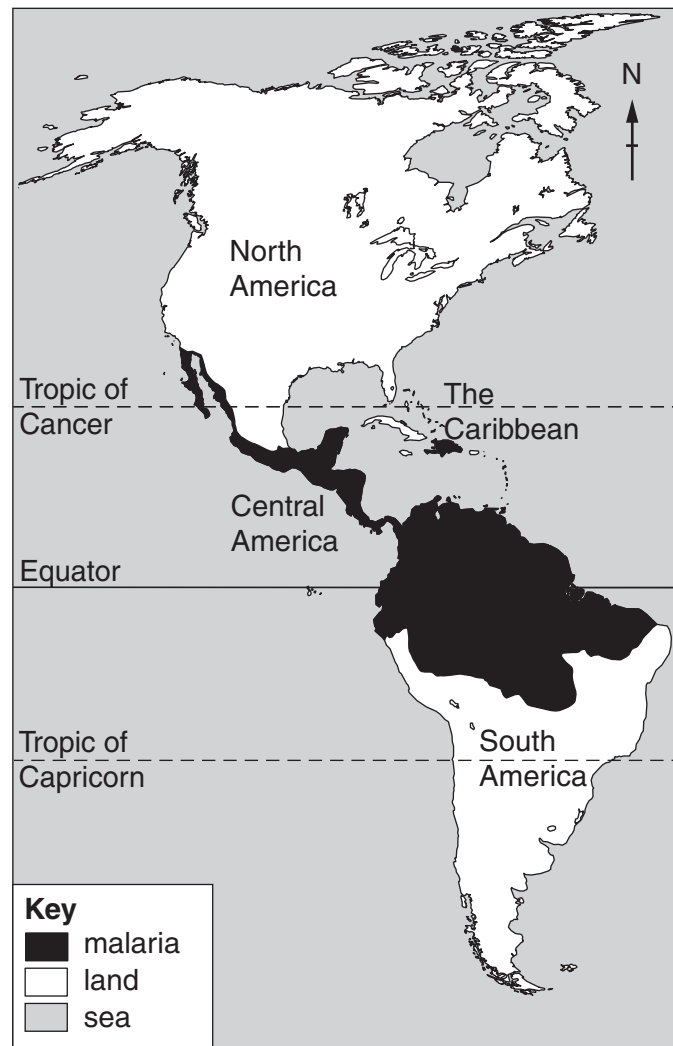 N
North
America
Tropic of
Cancer
The
Caribbean
Central
America
Equator
Tropic of
Capricorn
South
America
Key
malaria
land
sea